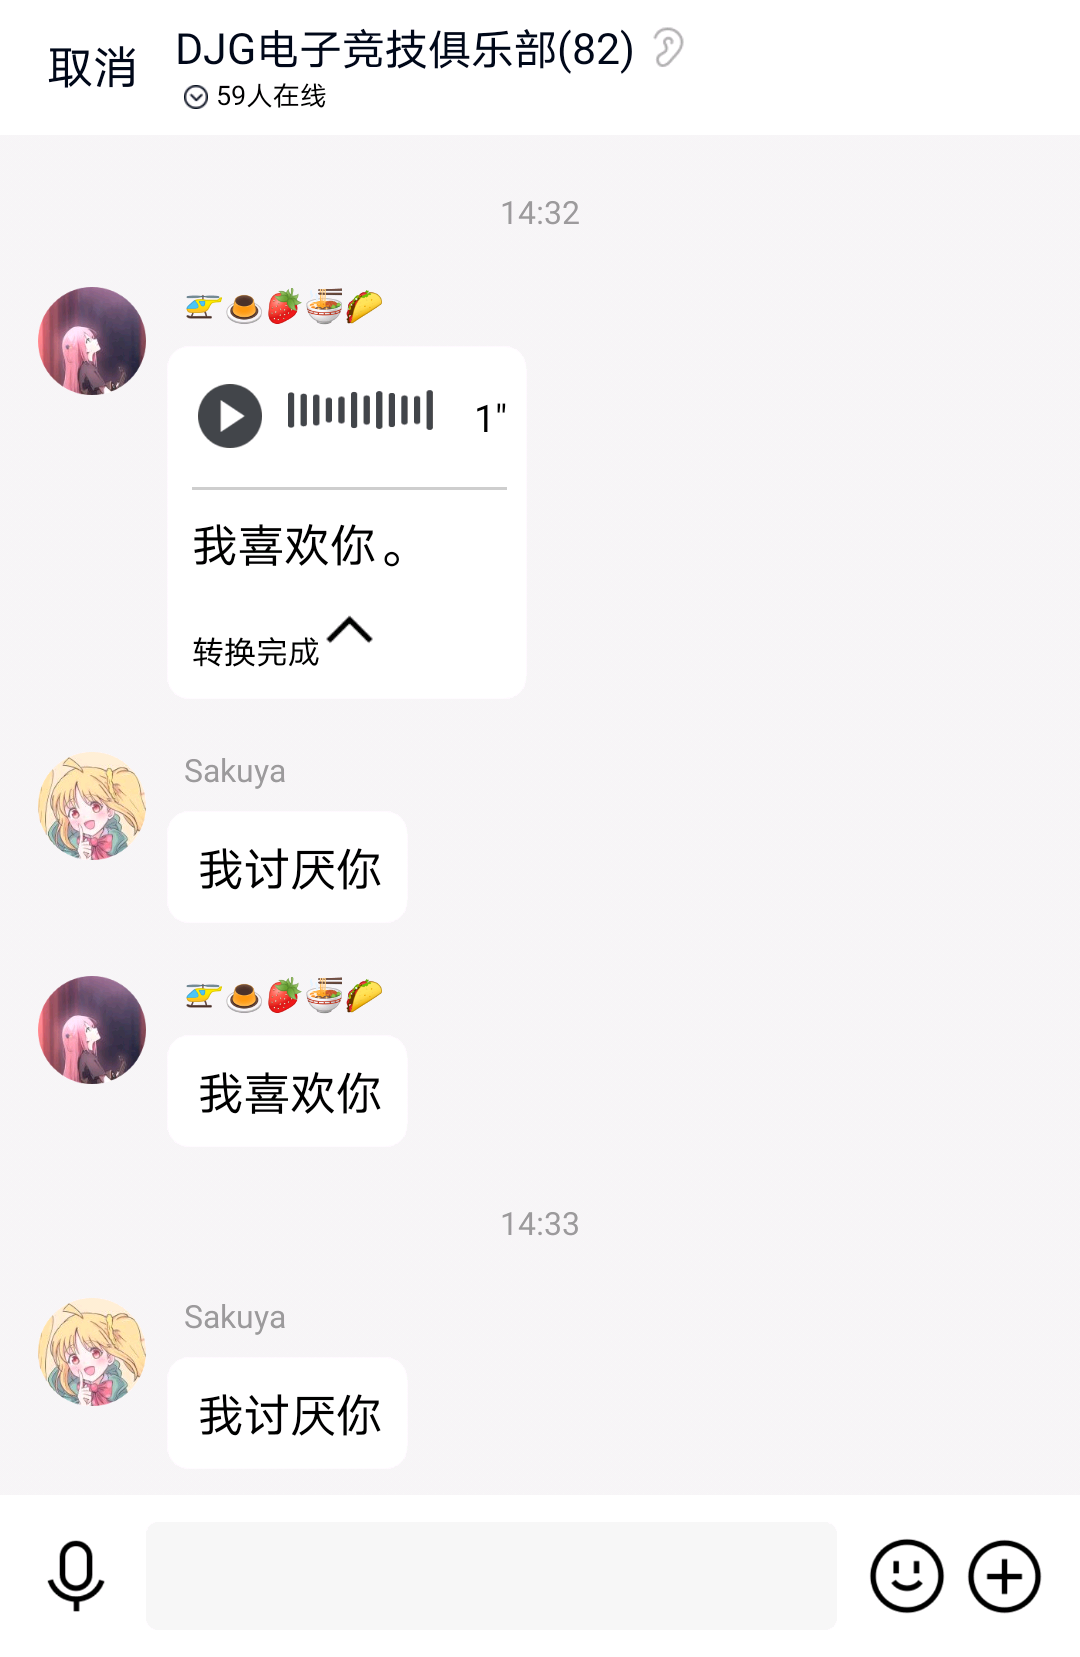 取消
DJG电子竞技俱乐部(82)
59人在线
14:32
🚁🍮🍓🍜🌮
1"
我喜欢你。
转换完成
Sakuya
我讨厌你
🚁🍮🍓🍜🌮
我喜欢你
14:33
Sakuya
我讨厌你